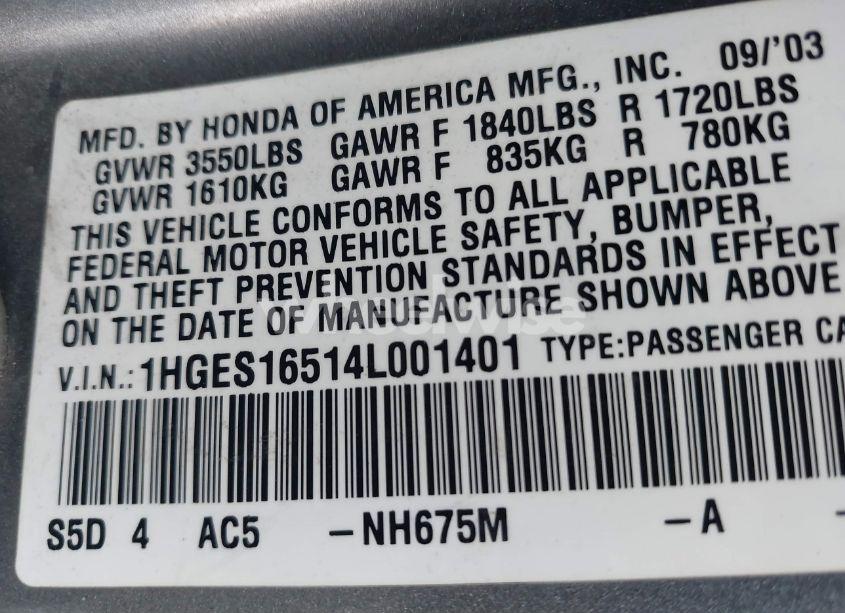 MFD. BY HONDA OF AMERICA MFG., INC. 09/'03
GVWR 3550LBS GAWR F 1840LBS R 1720LBS
GVWR 1610KG GAWR F 835KG R 780KG
THIS VEHICLE CONFORMS TO ALL APPLICABLE
FEDERAL MOTOR VEHICLE SAFETY, BUMPER,
AND THEFT PREVENTION STANDARDS IN EFFECT
ON THE DATE OF MANUFACTURE SHOWN ABOVE
wheelwise
V.I.N.: 1HGES16514L001401 TYPE:PASSENGER CA
S5D 4 AC5 -NH675M -A -